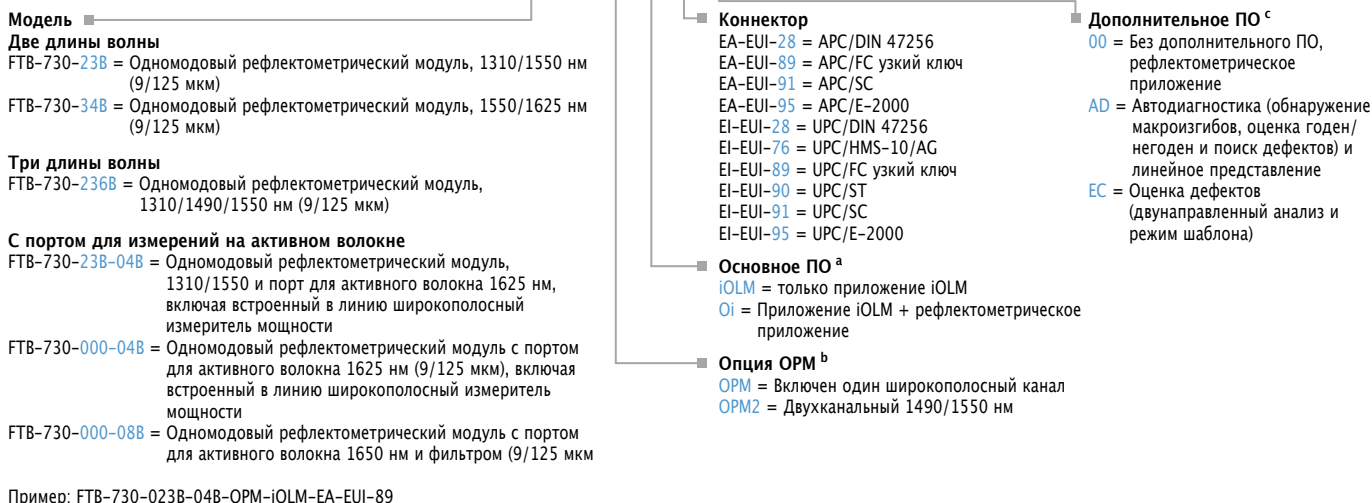 Модель
Две длины волны
FTB-730-23B = Одномодовый рефлектометрический модуль, 1310/1550 нм
(9/125 мкм)
FTB-730-34B = Одномодовый рефлектометрический модуль, 1550/1625 нм
(9/125 мкм)
Три длины волны
FTB-730-236B = Одномодовый рефлектометрический модуль,
1310/1490/1550 нм (9/125 мкм)
С портом для измерений на активном волокне
FTB-730-23B-04B = Одномодовый рефлектометрический модуль,
1310/1550 и порт для активного волокна 1625 нм,
включая встроенный в линию широкополосный
измеритель мощности
FTB-730-000-04B = Одномодовый рефлектометрический модуль с портом
для активного волокна 1625 нм (9/125 мкм), включая
встроенный в линию широкополосный измеритель
мощности
FTB-730-000-08B = Одномодовый рефлектометрический модуль с портом
для активного волокна 1650 нм и фильтром (9/125 мкм
Пример: FTB-730-023B-04B-OPM-iOLM-EA-EUI-89
Коннектор
EA-EUI-28 = APC/DIN 47256
EA-EUI-89 = APC/FC узкий ключ
EA-EUI-91 = APC/SC
EA-EUI-95 = APC/E-2000
EI-EUI-28 = UPC/DIN 47256
EI-EUI-76 = UPC/HMS-10/AG
EI-EUI-89 = UPC/FC узкий ключ
EI-EUI-90 = UPC/ST
EI-EUI-91 = UPC/SC
EI-EUI-95 = UPC/E-2000
Основное ПО a
iOLM = только приложение iOLM
Oi = Приложение iOLM + рефлектометрическое
приложение
Опция OPM b
OPM = Включен один широкополосный канал
OPM2 = Двухканальный 1490/1550 нм
Дополнительное ПО c
00 = Без дополнительного ПО,
рефлектометрическое
приложение
AD = Автодиагностика (обнаружение
макроизгибов, оценка годен/
негоден и поиск дефектов) и
линейное представление
EC = Оценка дефектов
(двунаправленный анализ и
режим шаблона)